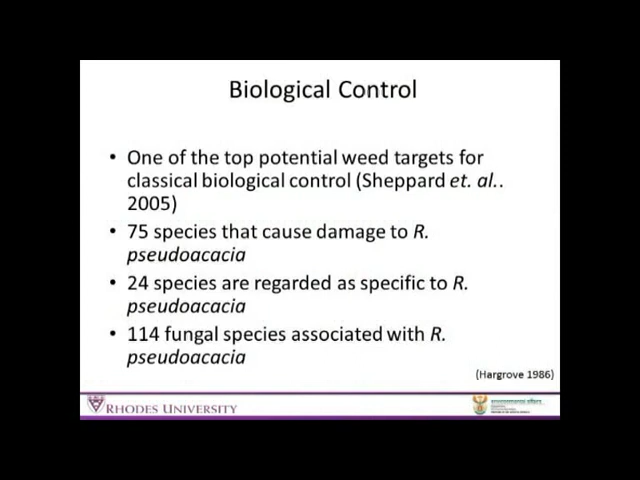 Biological Control
• One of the top potential weed targets for
classical biological control (Sheppard et. al..
2005)
• 75 species that cause damage to R.
pseudoacacia
• 24 species are regarded as specific to R.
pseudoacacia
• 114 fungal species associated with R.
pseudoacacia
(Hargrove 1986)
RHODES UNIVERSITY